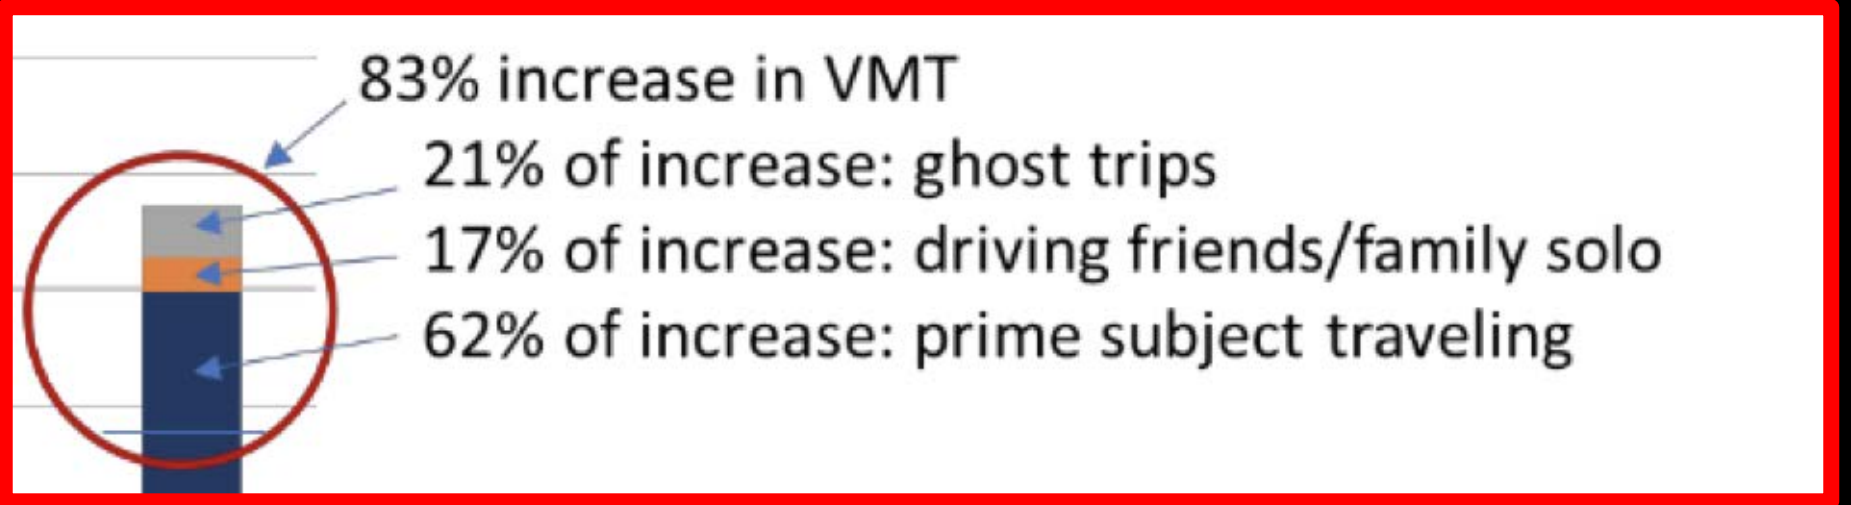 83% increase in VMT
21% of increase: ghost trips
17% of increase: driving friends/family solo
62% of increase: prime subject traveling